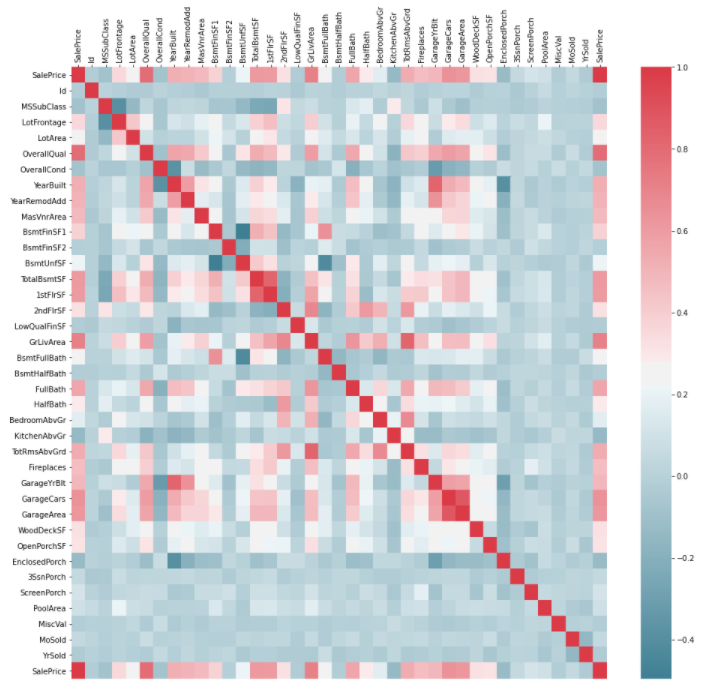 SalePrice Id MSSubClass LotFrontage LotArea OverallQual OverallCond YearBuilt YearRemodAdd MasVnrArea BsmtFinSF1 BsmtFinSF2 BsmtUnfSF TotalBsmtSF 1stFlrSF 2ndFlrSF LowQualFinSF GrLivArea BsmtFullBath BsmtHalfBath FullBath HalfBath BedroomAbvGr KitchenAbvGr TotRmsAbvGrd Fireplaces GarageYrBlt GarageCars GarageArea WoodDeckSF OpenPorchSF EnclosedPorch 3SsnPorch ScreenPorch PoolArea MiscVal MoSold YrSold SalePrice
SalePrice
Id
MSSubClass
LotFrontage
LotArea
OverallQual
OverallCond
YearBuilt
YearRemodAdd
MasVnrArea
BsmtFinSF1
BsmtFinSF2
BsmtUnfSF
TotalBsmtSF
1stFlrSF
2ndFlrSF
LowQualFinSF
GrLivArea
BsmtFullBath
BsmtHalfBath
FullBath
HalfBath
BedroomAbvGr
KitchenAbvGr
TotRmsAbvGrd
Fireplaces
GarageYrBlt
GarageCars
GarageArea
WoodDeckSF
OpenPorchSF
EnclosedPorch
3SsnPorch
ScreenPorch
PoolArea
MiscVal
MoSold
YrSold
SalePrice
1.0
0.8
0.6
0.4
0.2
0.0
−0.2
−0.4